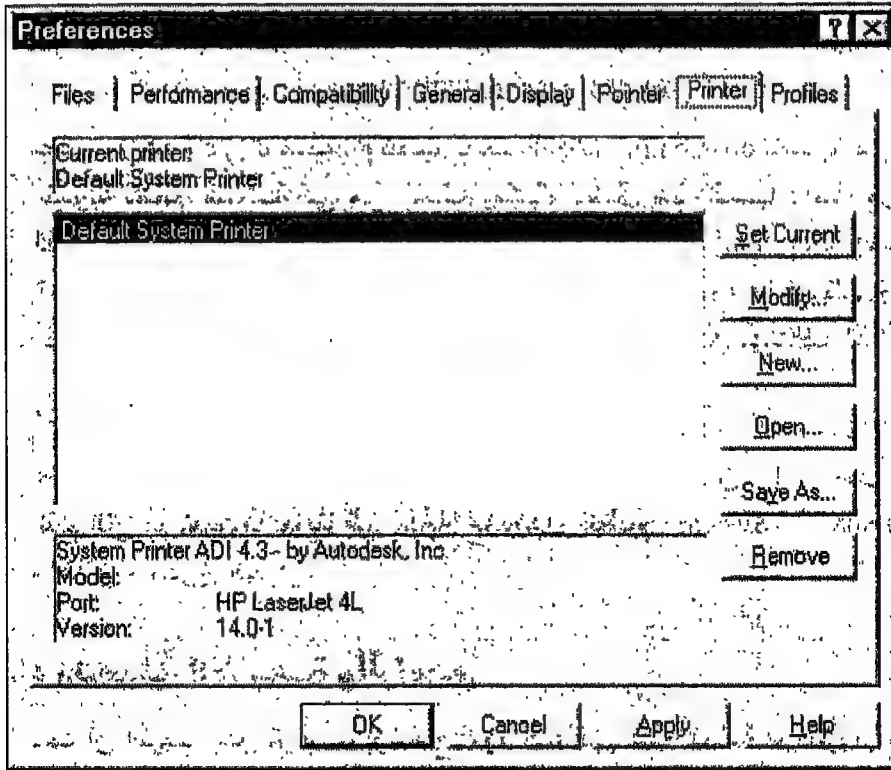 Preferences
Files Performance Compatibility General Display Pointer Printer Profiles
Current printer:
Default System Printer
Default System Printer
Set Current
Modify...
New...
Open...
Save As...
Remove
System Printer ADI 4.3 - by Autodesk, Inc
Model:
Port: HP LaserJet 4L
Version: 14.0-1
OK Cancel Apply Help